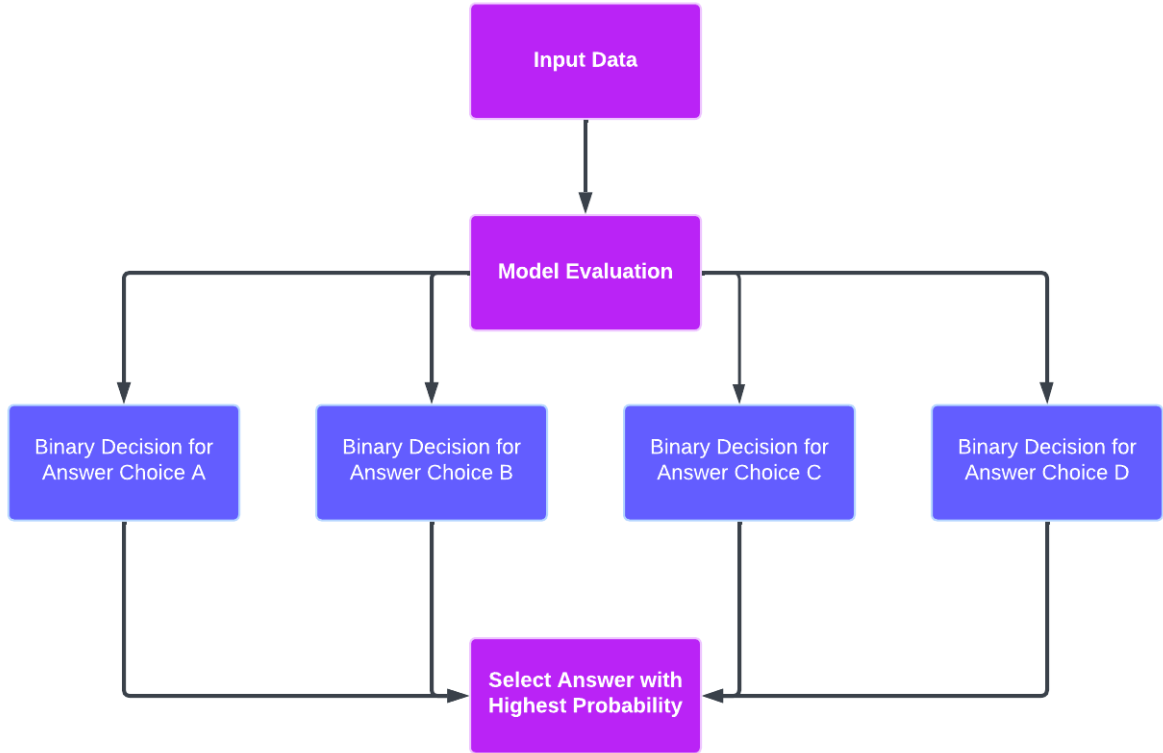 Input Data
Model Evaluation
Binary Decision for
Answer Choice A
Binary Decision for
Answer Choice B
Binary Decision for
Answer Choice C
Binary Decision for
Answer Choice D
Select Answer with
Highest Probability